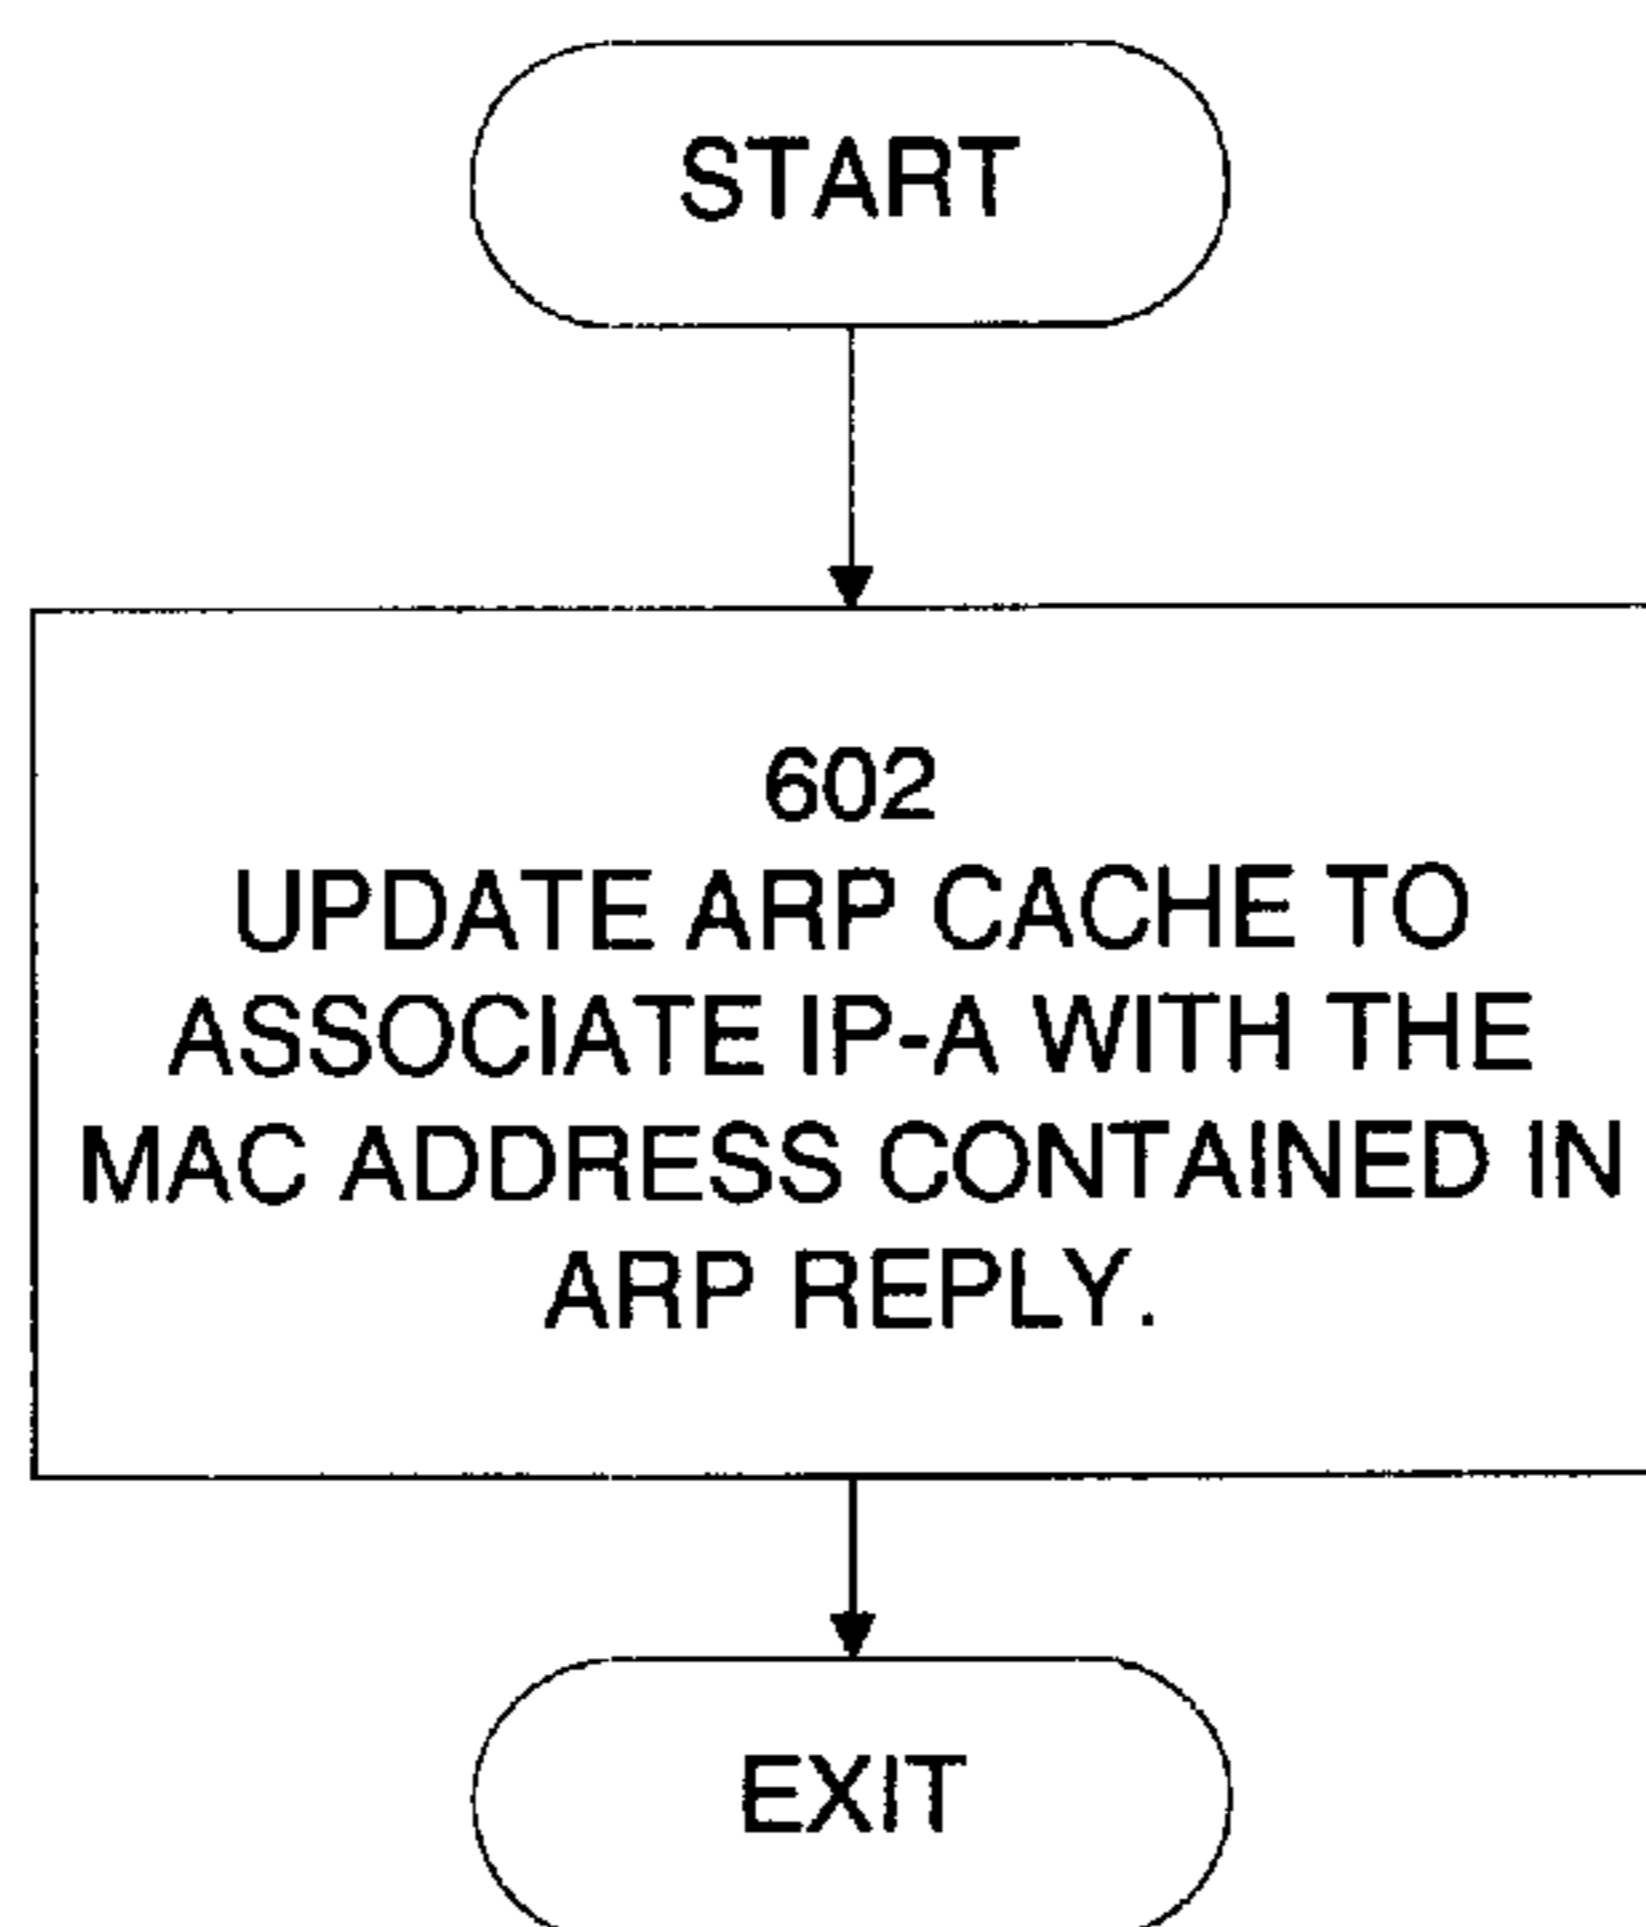 START
602
UPDATE ARP CACHE TO
ASSOCIATE IP-A WITH THE
MAC ADDRESS CONTAINED IN
ARP REPLY.
EXIT